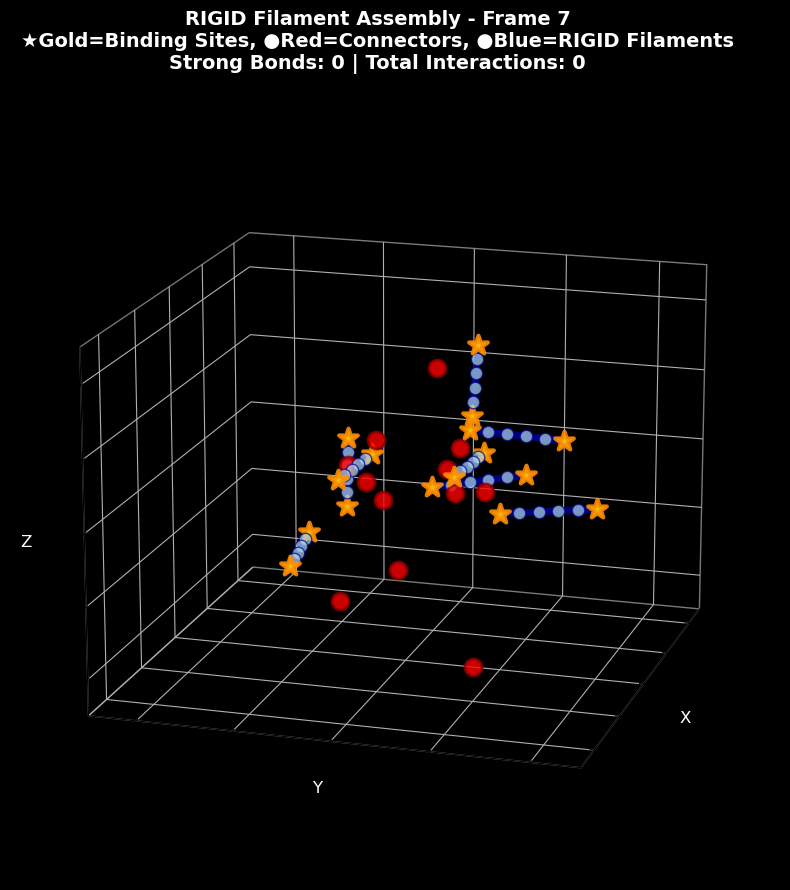 RIGID Filament Assembly - Frame 7
★Gold=Binding Sites, ●Red=Connectors, ●Blue=RIGID Filaments
Strong Bonds: 0 | Total Interactions: 0
Z
X
Y